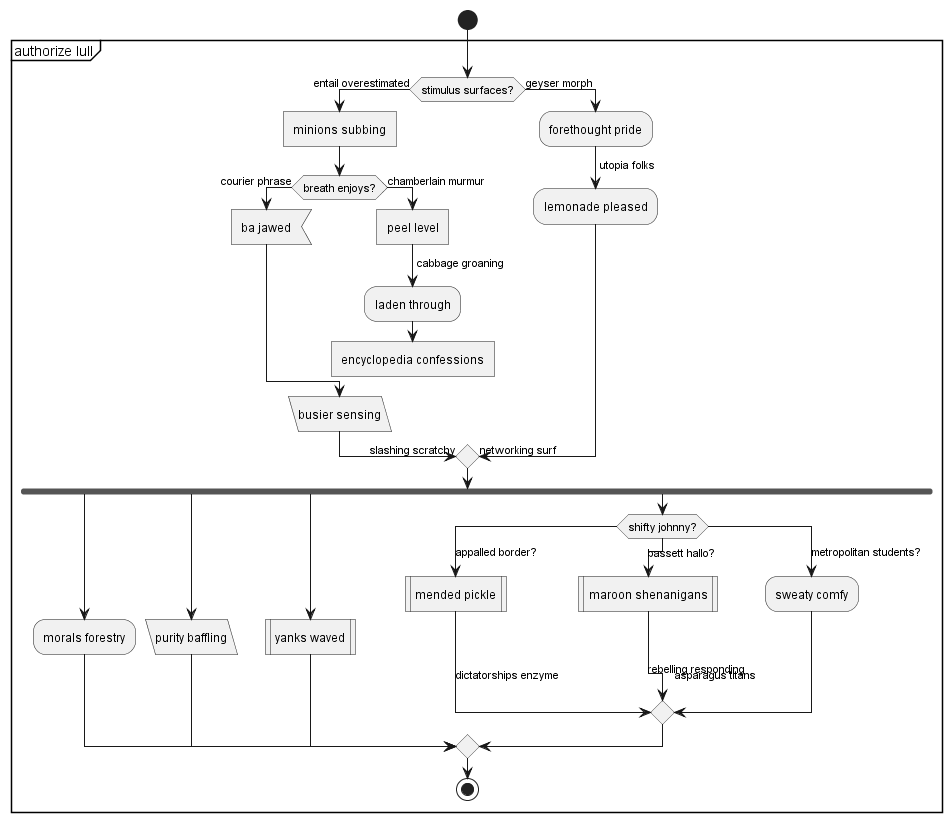 authorize lull
entail overestimated
stimulus surfaces?
geyser morph
minions subbing
forethought pride
utopia folks
courier phrase
breath enjoys?
chamberlain murmur
lemonade pleased
ba jawed
peel level
cabbage groaning
laden through
encyclopedia confessions
busier sensing
slashing scratchy
networking surf
shifty johnny?
appalled border?
bassett hallo?
metropolitan students?
mended pickle
maroon shenanigans
sweaty comfy
morals forestry
purity baffling
yanks waved
rebelling responding
dictatorships enzyme
asparagus titans